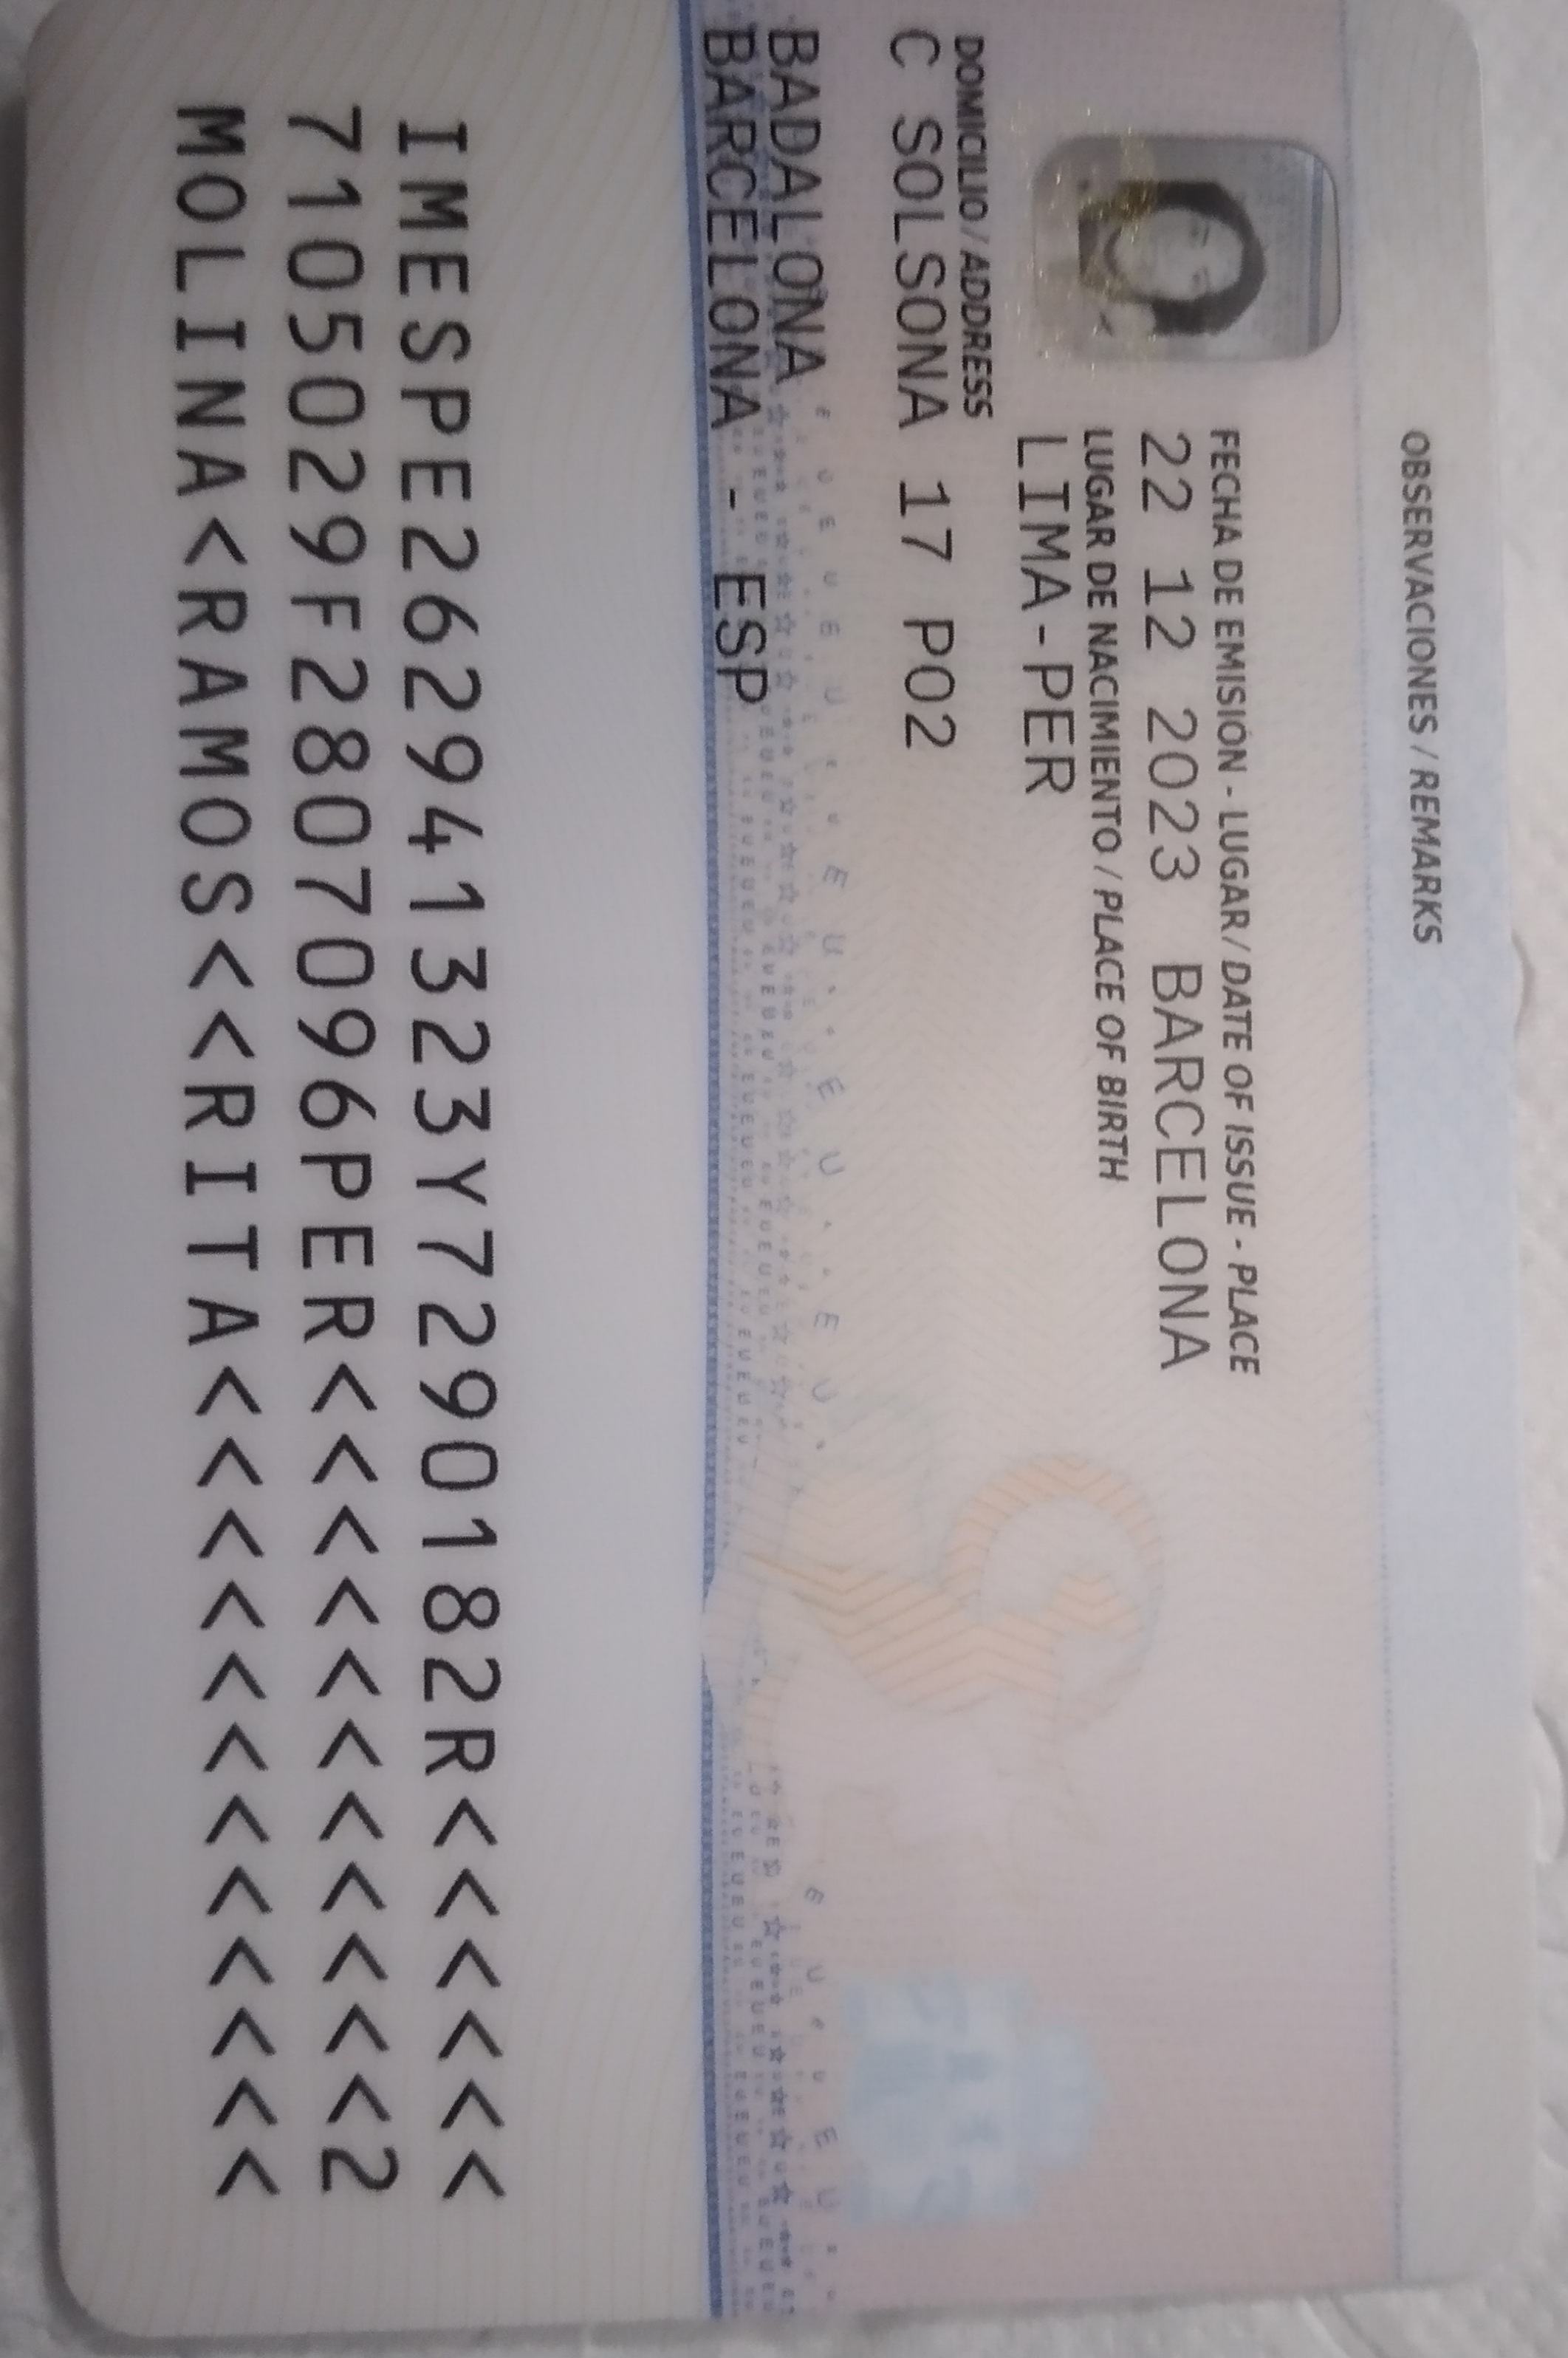 OBSERVACIONES / REMARKS
FECHA DE EMISIÓN - LUGAR / DATE OF ISSUE - PLACE
22 12 2023 BARCELONA
LUGAR DE NACIMIENTO / PLACE OF BIRTH
LIMA-PER
DOMICILIO / ADDRESS
C SOLSONA 17 P02
BADALONA
BARCELONA - ESP
IMESPE262941323Y7290182R<<<<<<
7105029F2807096PER<<<<<<<<<<<2
MOLINA<RAMOS<<RITA<<<<<<<<<<<<